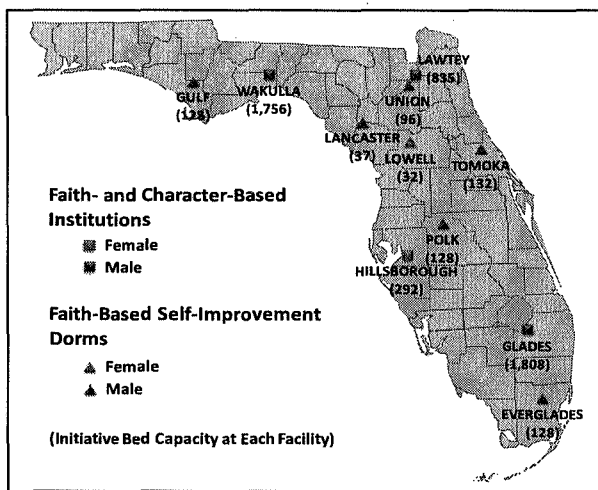 LAWTEY
(835)
GULF
(128)
WAKULLA
(1,756)
UNION
(96)
LANCASTER
(37)
LOWELL
(32)
TOMOKA
(132)
Faith- and Character-Based
Institutions
Female
Male
POLK
(128)
HILLSBOROUGH
(292)
Faith-Based Self-Improvement
Dorms
Female
Male
GLADES
(1,808)
EVERGLADES
(128)
(Initiative Bed Capacity at Each Facility)